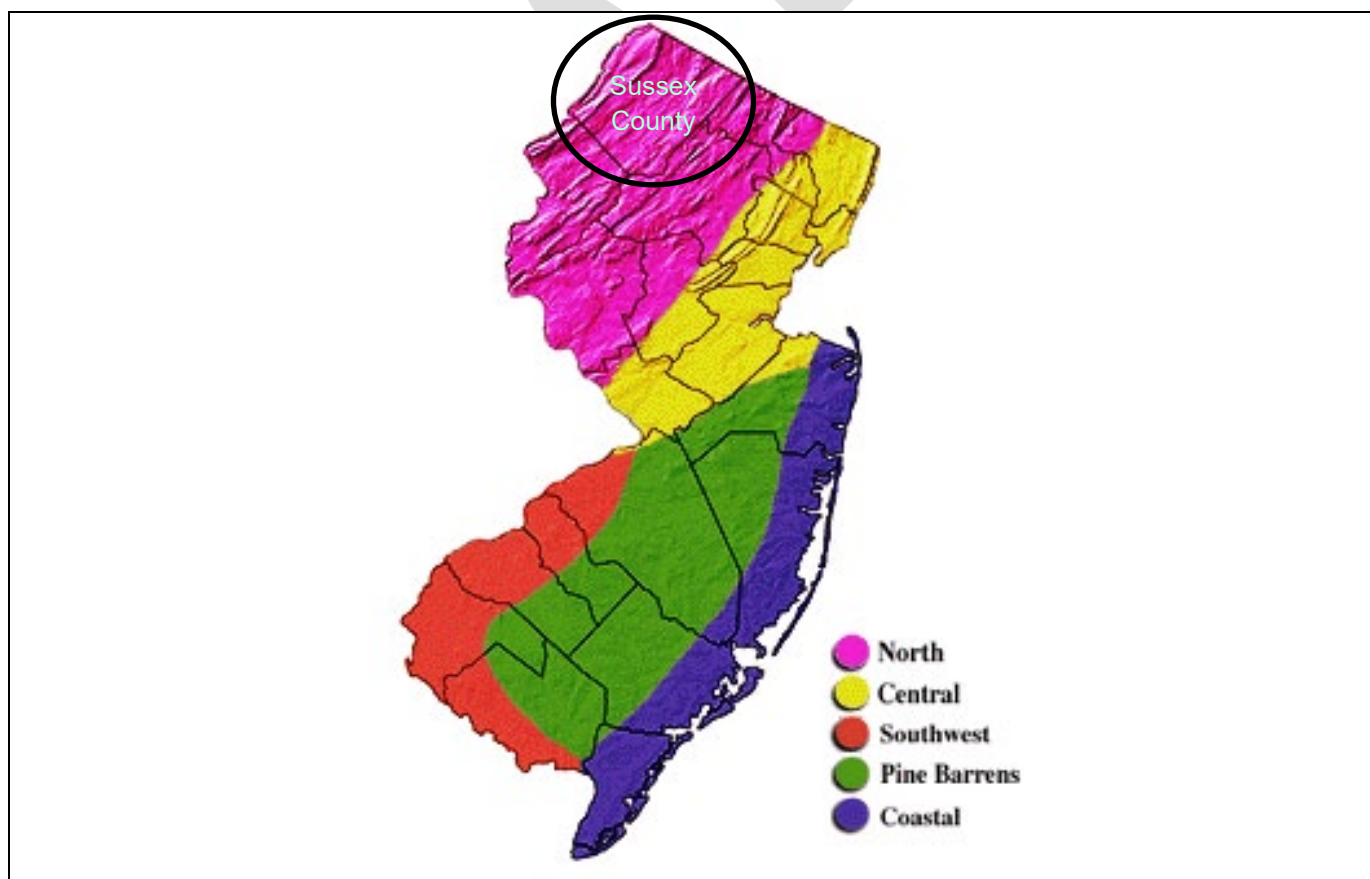 Sussex
County
North
Central
Southwest
Pine Barrens
Coastal